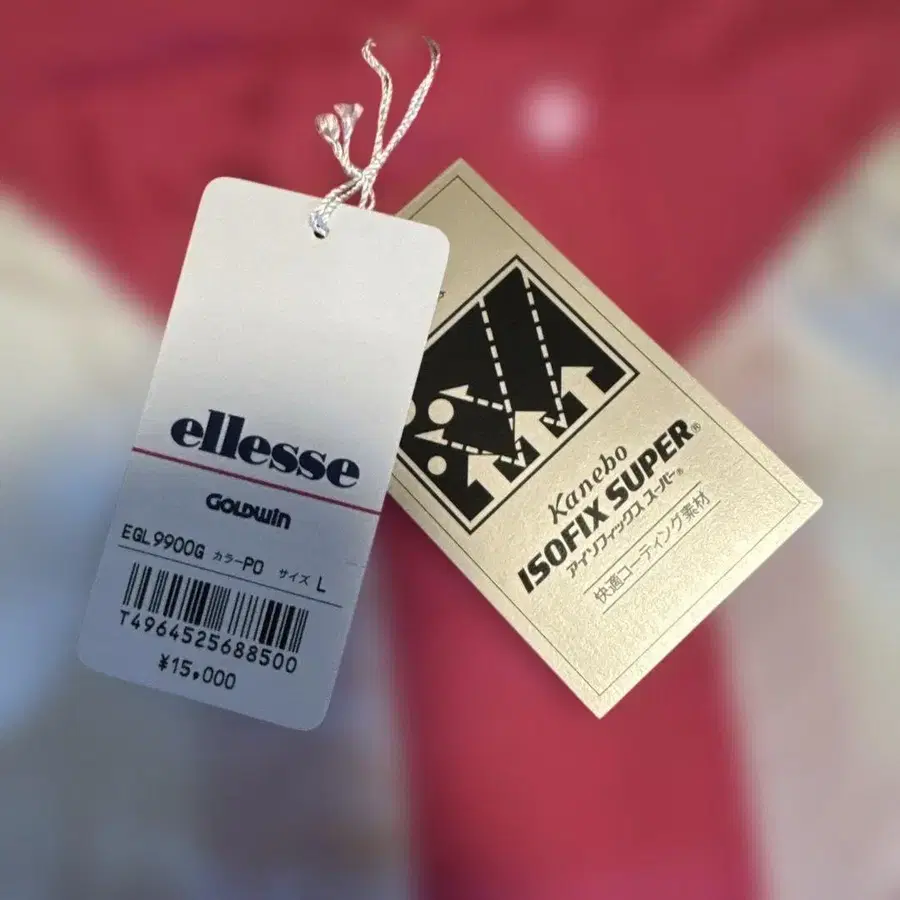 ellesse
GOLDWIN
EGL9900G カラーPO サイズ L
T4964525688500
¥15,000
Kanebo
ISOFIX SUPER®
アイソフィックス スーパー®
快適コーティング素材